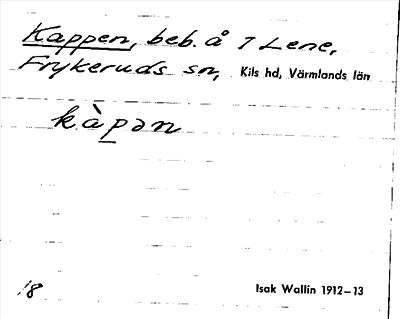 Kappen, beb. å 7 Lene,
Frykeruds sn, Kils hd, Värmlands län
kàpən
18 Isak Wallin 1912–13